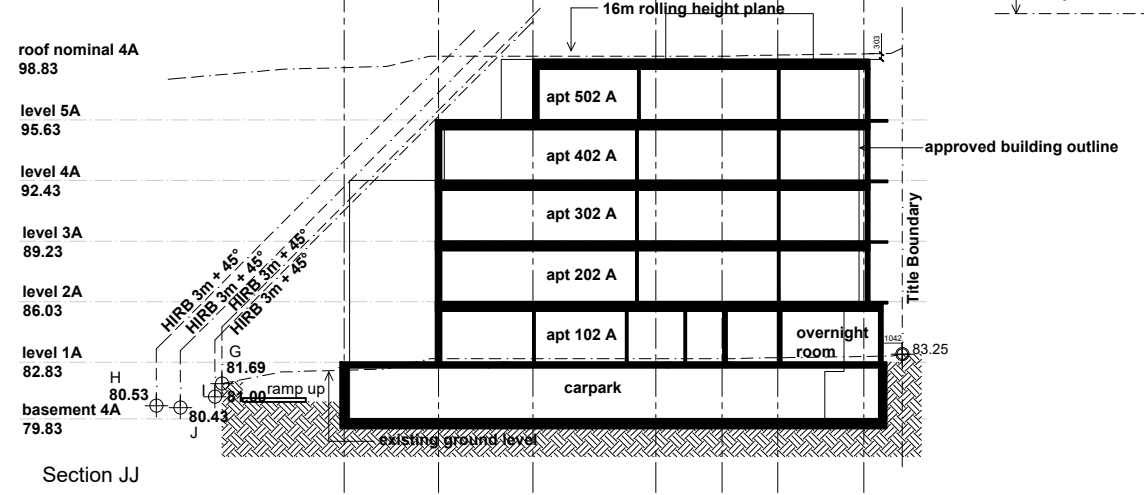 16m rolling height plane
roof nominal 4A
98.83
303
apt 502 A
level 5A
95.63
apt 402 A
approved building outline
level 4A
92.43
apt 302 A
Title Boundary
level 3A
89.23
HIRB 3m + 45°
HIRB 3m + 45°
HIRB 3m + 45°
HIRB 3m + 45°
apt 202 A
level 2A
86.03
apt 102 A
overnight
room
1042
83.25
level 1A
82.83
G
81.69
H
80.53
I
81.00
ramp up
carpark
basement 4A
79.83
80.43
J
existing ground level
Section JJ